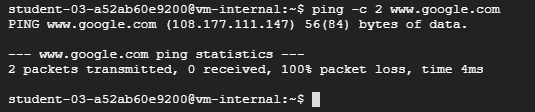 student-03-a52ab60e9200@vm-internal:~$ ping -c 2 www.google.com
PING www.google.com (108.177.111.147) 56(84) bytes of data.
--- www.google.com ping statistics ---
2 packets transmitted, 0 received, 100% packet loss, time 4ms
student-03-a52ab60e9200@vm-internal:~$